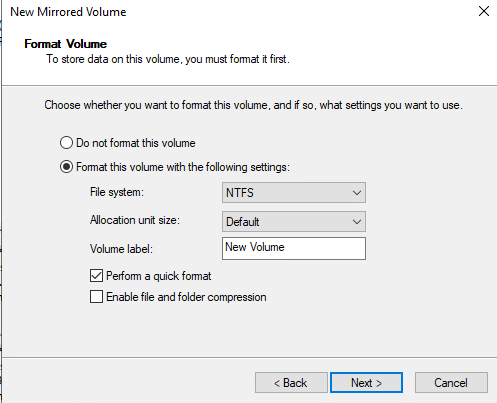 New Mirrored Volume
Format Volume
To store data on this volume, you must format it first.
Choose whether you want to format this volume, and if so, what settings you want to use.
Do not format this volume
Format this volume with the following settings:
File system: NTFS
Allocation unit size: Default
Volume label: New Volume
Perform a quick format
Enable file and folder compression
< Back Next > Cancel